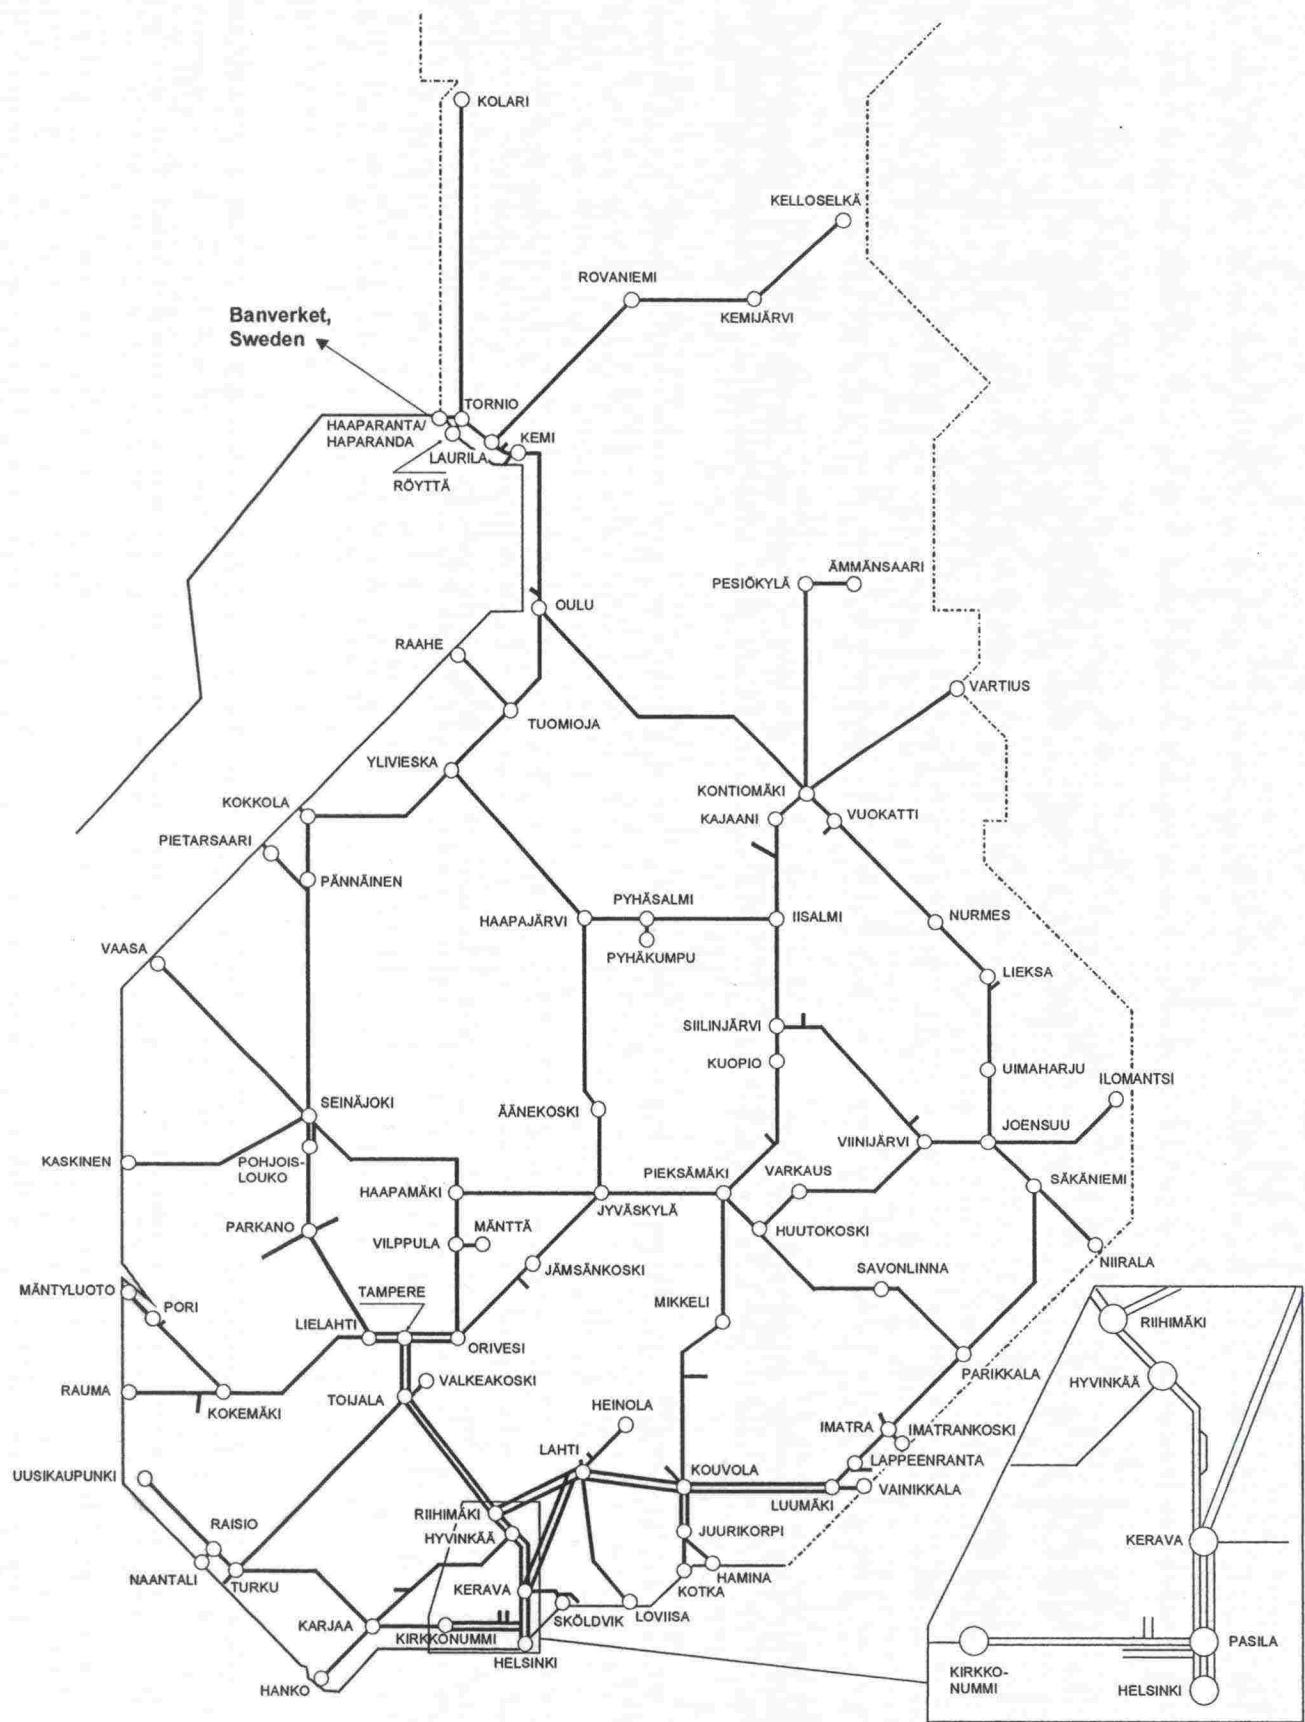 KOLARI
KELLOSELKÄ
ROVANIEMI
KEMIJÄRVI
Banverket,
Sweden
TORNIO
HAAPARANTA/
HAPARANDA
KEMI
LAURILA
RÖYTTÄ
ÄMMÄNSAARI
PESIÖKYLÄ
OULU
RAAHE
VARTIUS
TUOMIOJA
YLIVIESKA
KONTIOMÄKI
KOKKOLA
KAJAANI
VUOKATTI
PIETARSAARI
PÄNNÄINEN
PYHÄSALMI
HAAPAJÄRVI
IISALMI
NURMES
VAASA
PYHÄKUMPU
LIEKSA
SIILINJÄRVI
KUOPIO
UIMAHARJU
ILOMANTSI
SEINÄJOKI
ÄÄNEKOSKI
JOENSUU
VIINIJÄRVI
KASKINEN
POHJOIS-
LOUKO
PIEKSÄMÄKI
VARKAUS
SÄKÄNIEMI
HAAPAMÄKI
JYVÄSKYLÄ
PARKANO
MÄNTTÄ
HUUTOKOSKI
VILPPULA
NIIRALA
JÄMSÄNKOSKI
SAVONLINNA
MÄNTYLUOTO
TAMPERE
PORI
MIKKELI
RIIHIMÄKI
LIELAHTI
ORIVESI
PARIKKALA
VALKEAKOSKI
HYVINKÄÄ
RAUMA
TOIJALA
KOKEMÄKI
HEINOLA
IMATRA
IMATRANKOSKI
LAHTI
LAPPEENRANTA
UUSIKAUPUNKI
KOUVOLA
VAINIKKALA
LUUMÄKI
RIIHIMÄKI
RAISIO
HYVINKÄÄ
JUURIKORPI
KERAVA
NAANTALI
TURKU
HAMINA
KERAVA
KOTKA
SKÖLDVIK
LOVIISA
KARJAA
KIRKKONUMMI
PASILA
HELSINKI
KIRKKO-
NUMMI
HANKO
HELSINKI